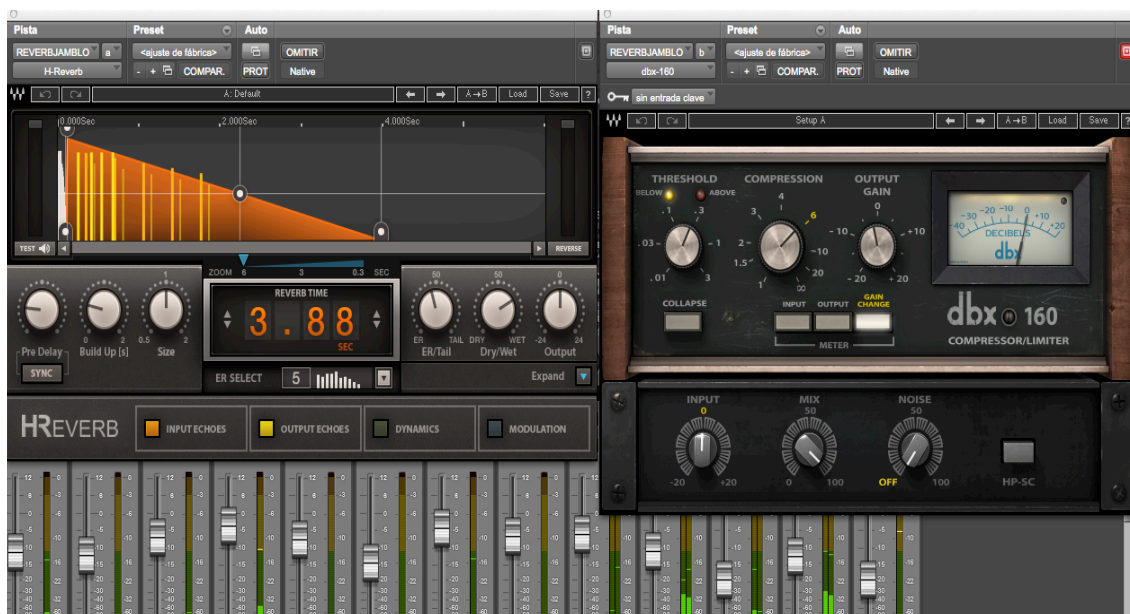 Pista Preset Auto
REVERBJAMBLO a <ajuste de fábrica> OMITIR
H-Reverb - + COMPAR. PROT Native
A: Default A→B Load Save ?
0.000Sec 2.000Sec 4.000Sec
TEST REVERSE
ZOOM 6 3 0.3 SEC
REVERB TIME
3.88
SEC
0 2 0.5 1 2
Pre Delay Build Up [s] Size
SYNC
50 50 0
ER TAIL DRY WET -24 24
ER/Tail Dry/Wet Output
ER SELECT 5 Expand
HREVERB INPUT ECHOES OUTPUT ECHOES DYNAMICS MODULATION
Pista Preset Auto
REVERBJAMBLO b <ajuste de fábrica> OMITIR
dbx-160 - + COMPAR. PROT Native
sin entrada clave
Setup A A→B Load Save ?
THRESHOLD COMPRESSION OUTPUT GAIN
BELOW ABOVE
.01 .03 .1 .3 1 3
1 1.5 2 3 4 6 10 20 ∞
-20 -10 0 +10 +20
-40 -30 -20 -10 0 +10 +20
DECIBELS
dbx
COLLAPSE INPUT OUTPUT GAIN CHANGE
METER
dbx 160
COMPRESSOR/LIMITER
INPUT MIX NOISE
0 50 50
-20 +20 0 100 OFF 100
HP-SC